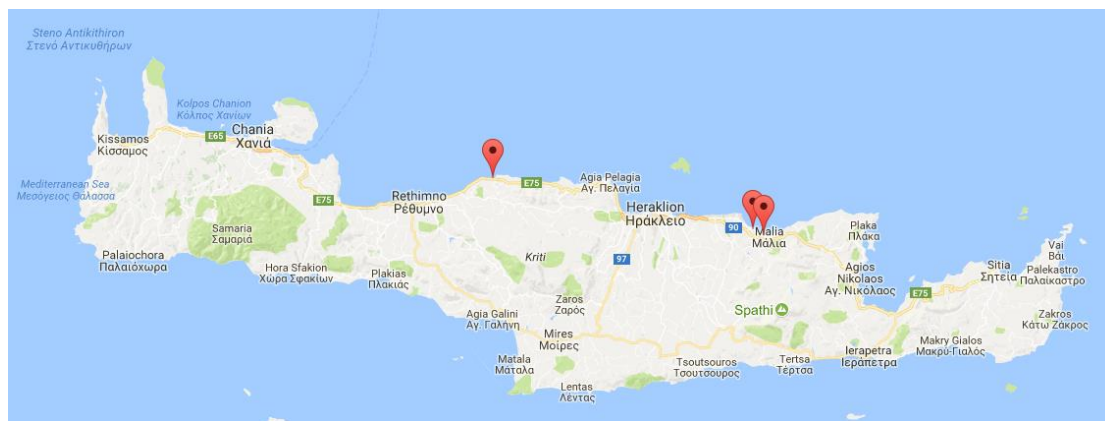 Steno Antikithiron
Στενό Αντικυθήρων
Kolpos Chanion
Κόλπος Χανίων
Kissamos
Κίσσαμος
E65
Chania
Χανιά
Mediterranean Sea
Μεσόγειος Θάλασσα
E75
Rethimno
Ρέθυμνο
E75
Agia Pelagia
Αγ. Πελαγία
Heraklion
Ηράκλειο
90
Malia
Μάλια
Plaka
Πλάκα
Samaria
Σαμαριά
Palaiochora
Παλαιόχωρα
Hora Sfakion
Χώρα Σφακίων
Plakias
Πλακιάς
Kriti
97
Agios
Nikolaos
Αγ. Νικόλαος
Vai
Βάι
Sitia
Σητεία
Palekastro
Παλαίκαστρο
E75
Zaros
Ζαρός
Spathi
Agia Galini
Αγ. Γαλήνη
Mires
Μοίρες
Zakros
Κάτω Ζάκρος
Makry Gialos
Μακρύ-Γιαλός
Ierapetra
Ιεράπετρα
Matala
Μάταλα
Tsoutsouros
Τσούτσουρος
Tertsa
Τέρτσα
Lentas
Λέντας